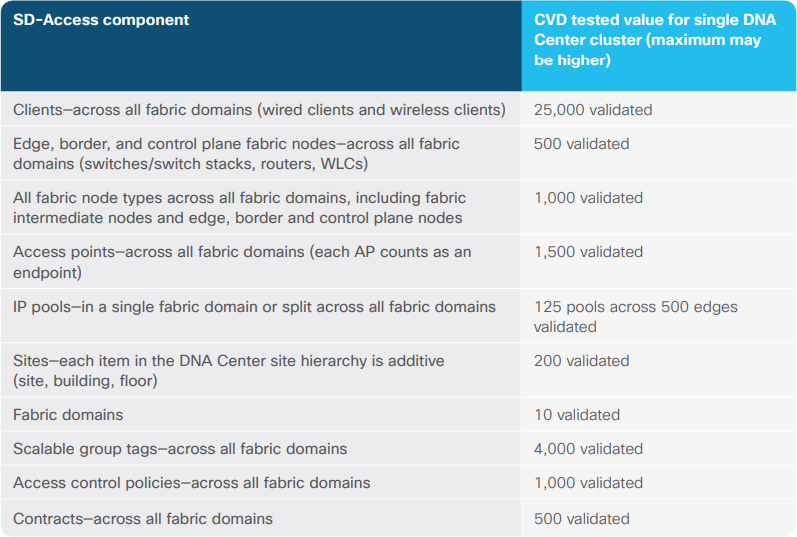 SD-Access component
CVD tested value for single DNA
Center cluster (maximum may
be higher)
Clients—across all fabric domains (wired clients and wireless clients)
25,000 validated
Edge, border, and control plane fabric nodes—across all fabric
domains (switches/switch stacks, routers, WLCs)
500 validated
All fabric node types across all fabric domains, including fabric
intermediate nodes and edge, border and control plane nodes
1,000 validated
Access points—across all fabric domains (each AP counts as an
endpoint)
1,500 validated
IP pools—in a single fabric domain or split across all fabric domains
125 pools across 500 edges
validated
Sites—each item in the DNA Center site hierarchy is additive
(site, building, floor)
200 validated
Fabric domains
10 validated
Scalable group tags—across all fabric domains
4,000 validated
Access control policies—across all fabric domains
1,000 validated
Contracts—across all fabric domains
500 validated